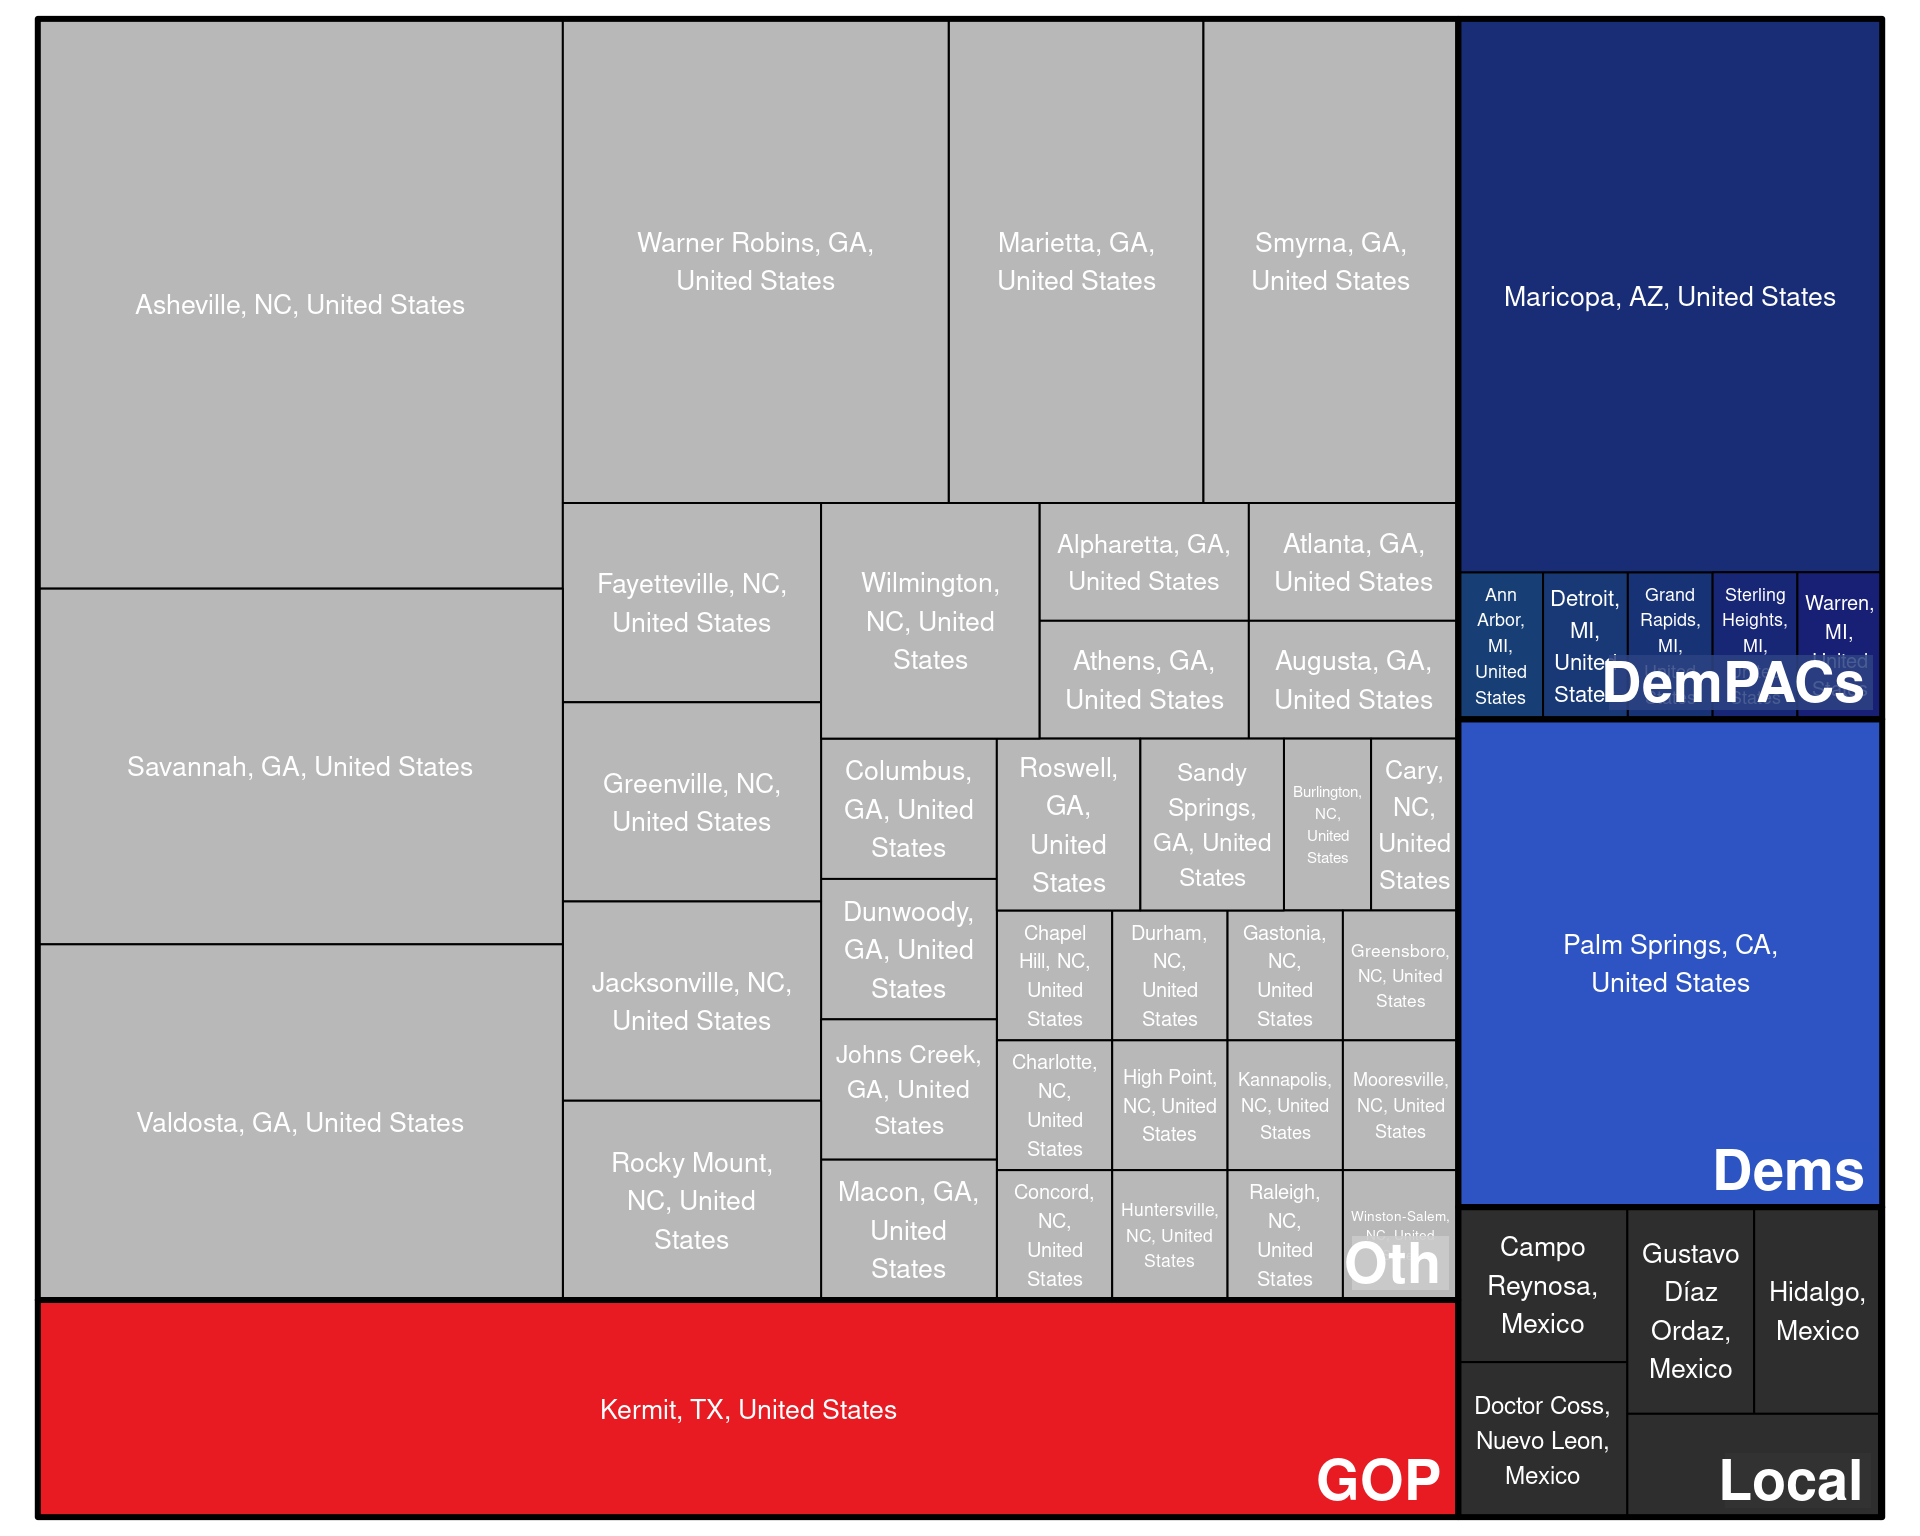 Asheville, NC, United States
Savannah, GA, United States
Valdosta, GA, United States
Warner Robins, GA,
United States
Marietta, GA,
United States
Smyrna, GA,
United States
Fayetteville, NC,
United States
Greenville, NC,
United States
Jacksonville, NC,
United States
Rocky Mount,
NC, United
States
Wilmington,
NC, United
States
Alpharetta, GA,
United States
Atlanta, GA,
United States
Athens, GA,
United States
Augusta, GA,
United States
Columbus,
GA, United
States
Dunwoody,
GA, United
States
Johns Creek,
GA, United
States
Macon, GA,
United
States
Roswell,
GA,
United
States
Sandy
Springs,
GA, United
States
Burlington,
NC,
United
States
Cary,
NC,
United
States
Chapel
Hill, NC,
United
States
Durham,
NC,
United
States
Gastonia,
NC,
United
States
Greensboro,
NC, United
States
Charlotte,
NC,
United
States
High Point,
NC, United
States
Kannapolis,
NC, United
States
Mooresville,
NC, United
States
Concord,
NC,
United
States
Huntersville,
NC, United
States
Raleigh,
NC,
United
States
Winston-Salem,
NC, United
Oth
Kermit, TX, United States
GOP
Maricopa, AZ, United States
Ann
Arbor,
MI,
United
States
Detroit,
MI,
United
States
Grand
Rapids,
MI,
United
States
Sterling
Heights,
MI,
States
Warren,
MI,
United
States
DemPACs
Palm Springs, CA,
United States
Dems
Campo
Reynosa,
Mexico
Doctor Coss,
Nuevo Leon,
Mexico
Gustavo
Díaz
Ordaz,
Mexico
Hidalgo,
Mexico
Local